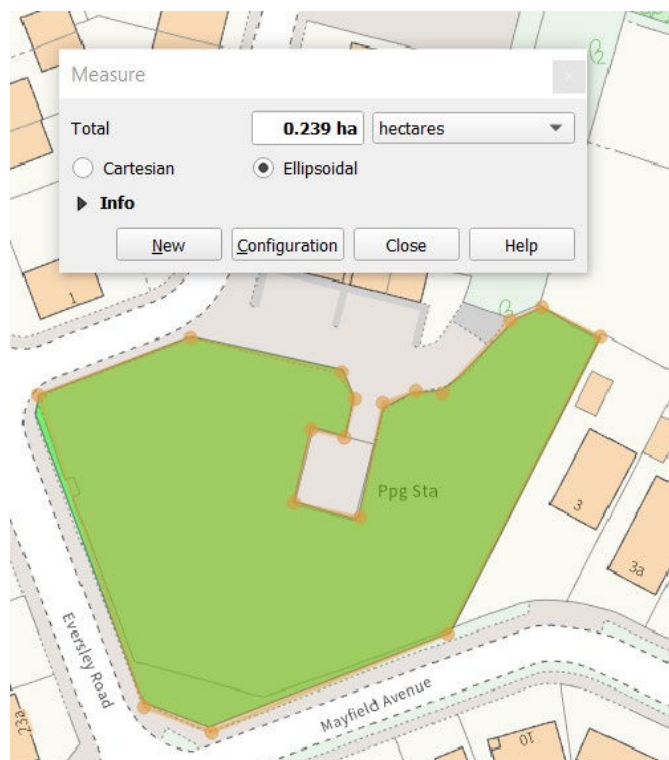 Measure
Total 0.239 ha hectares
Cartesian Ellipsoidal
Info
New Configuration Close Help
1
Ppg Sta
3
3a
Eversley Road
Mayfield Avenue
23a
10